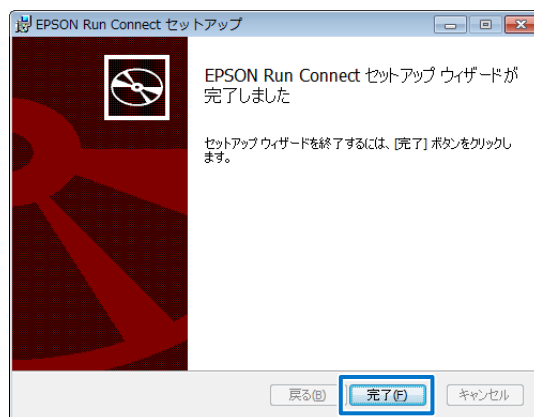 EPSON Run Connect セットアップ
EPSON Run Connect セットアップ ウィザードが
完了しました
セットアップ ウィザードを終了するには、[完了] ボタンをクリックし
ます。
戻る(B)
完了(F)
キャンセル